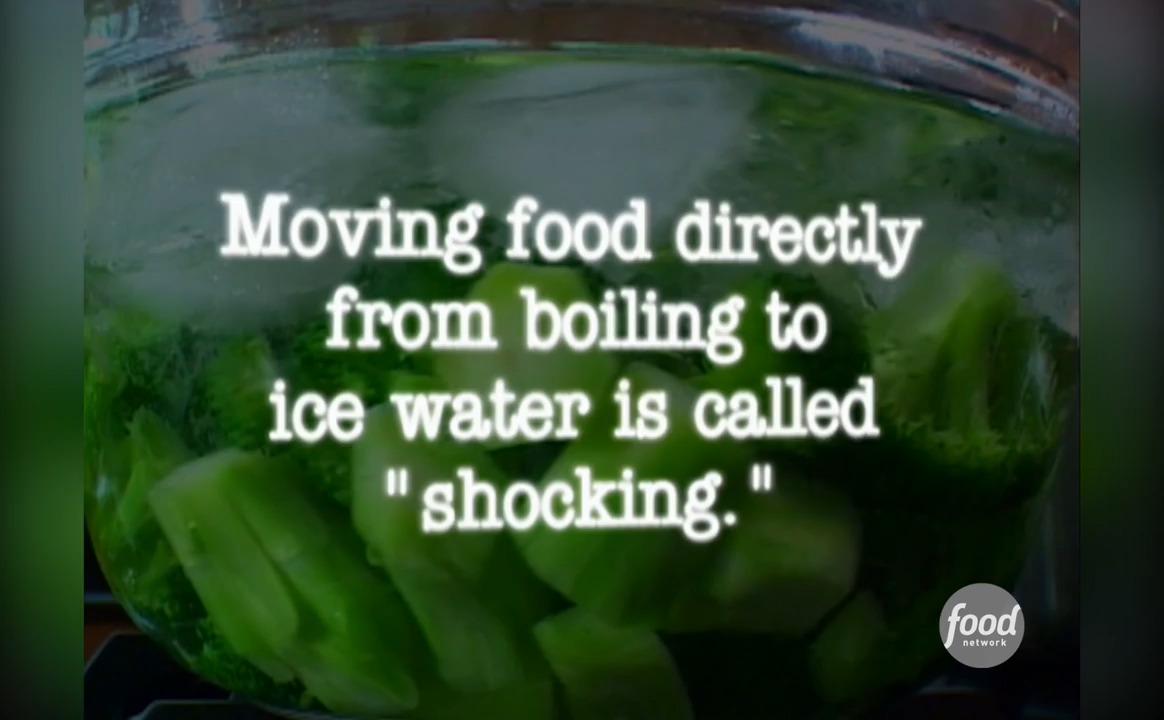 Moving food directly
from boiling to
ice water is called
"shocking."
food
network